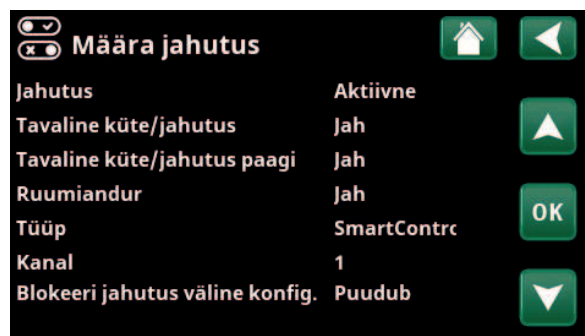 Määra jahutus
Jahutus Aktiivne
Tavaline küte/jahutus Jah
Tavaline küte/jahutus paagi Jah
Ruumiandur Jah
OK
Tüüp SmartContrc
Kanal 1
Blokeeri jahutus väline konfig. Puudub